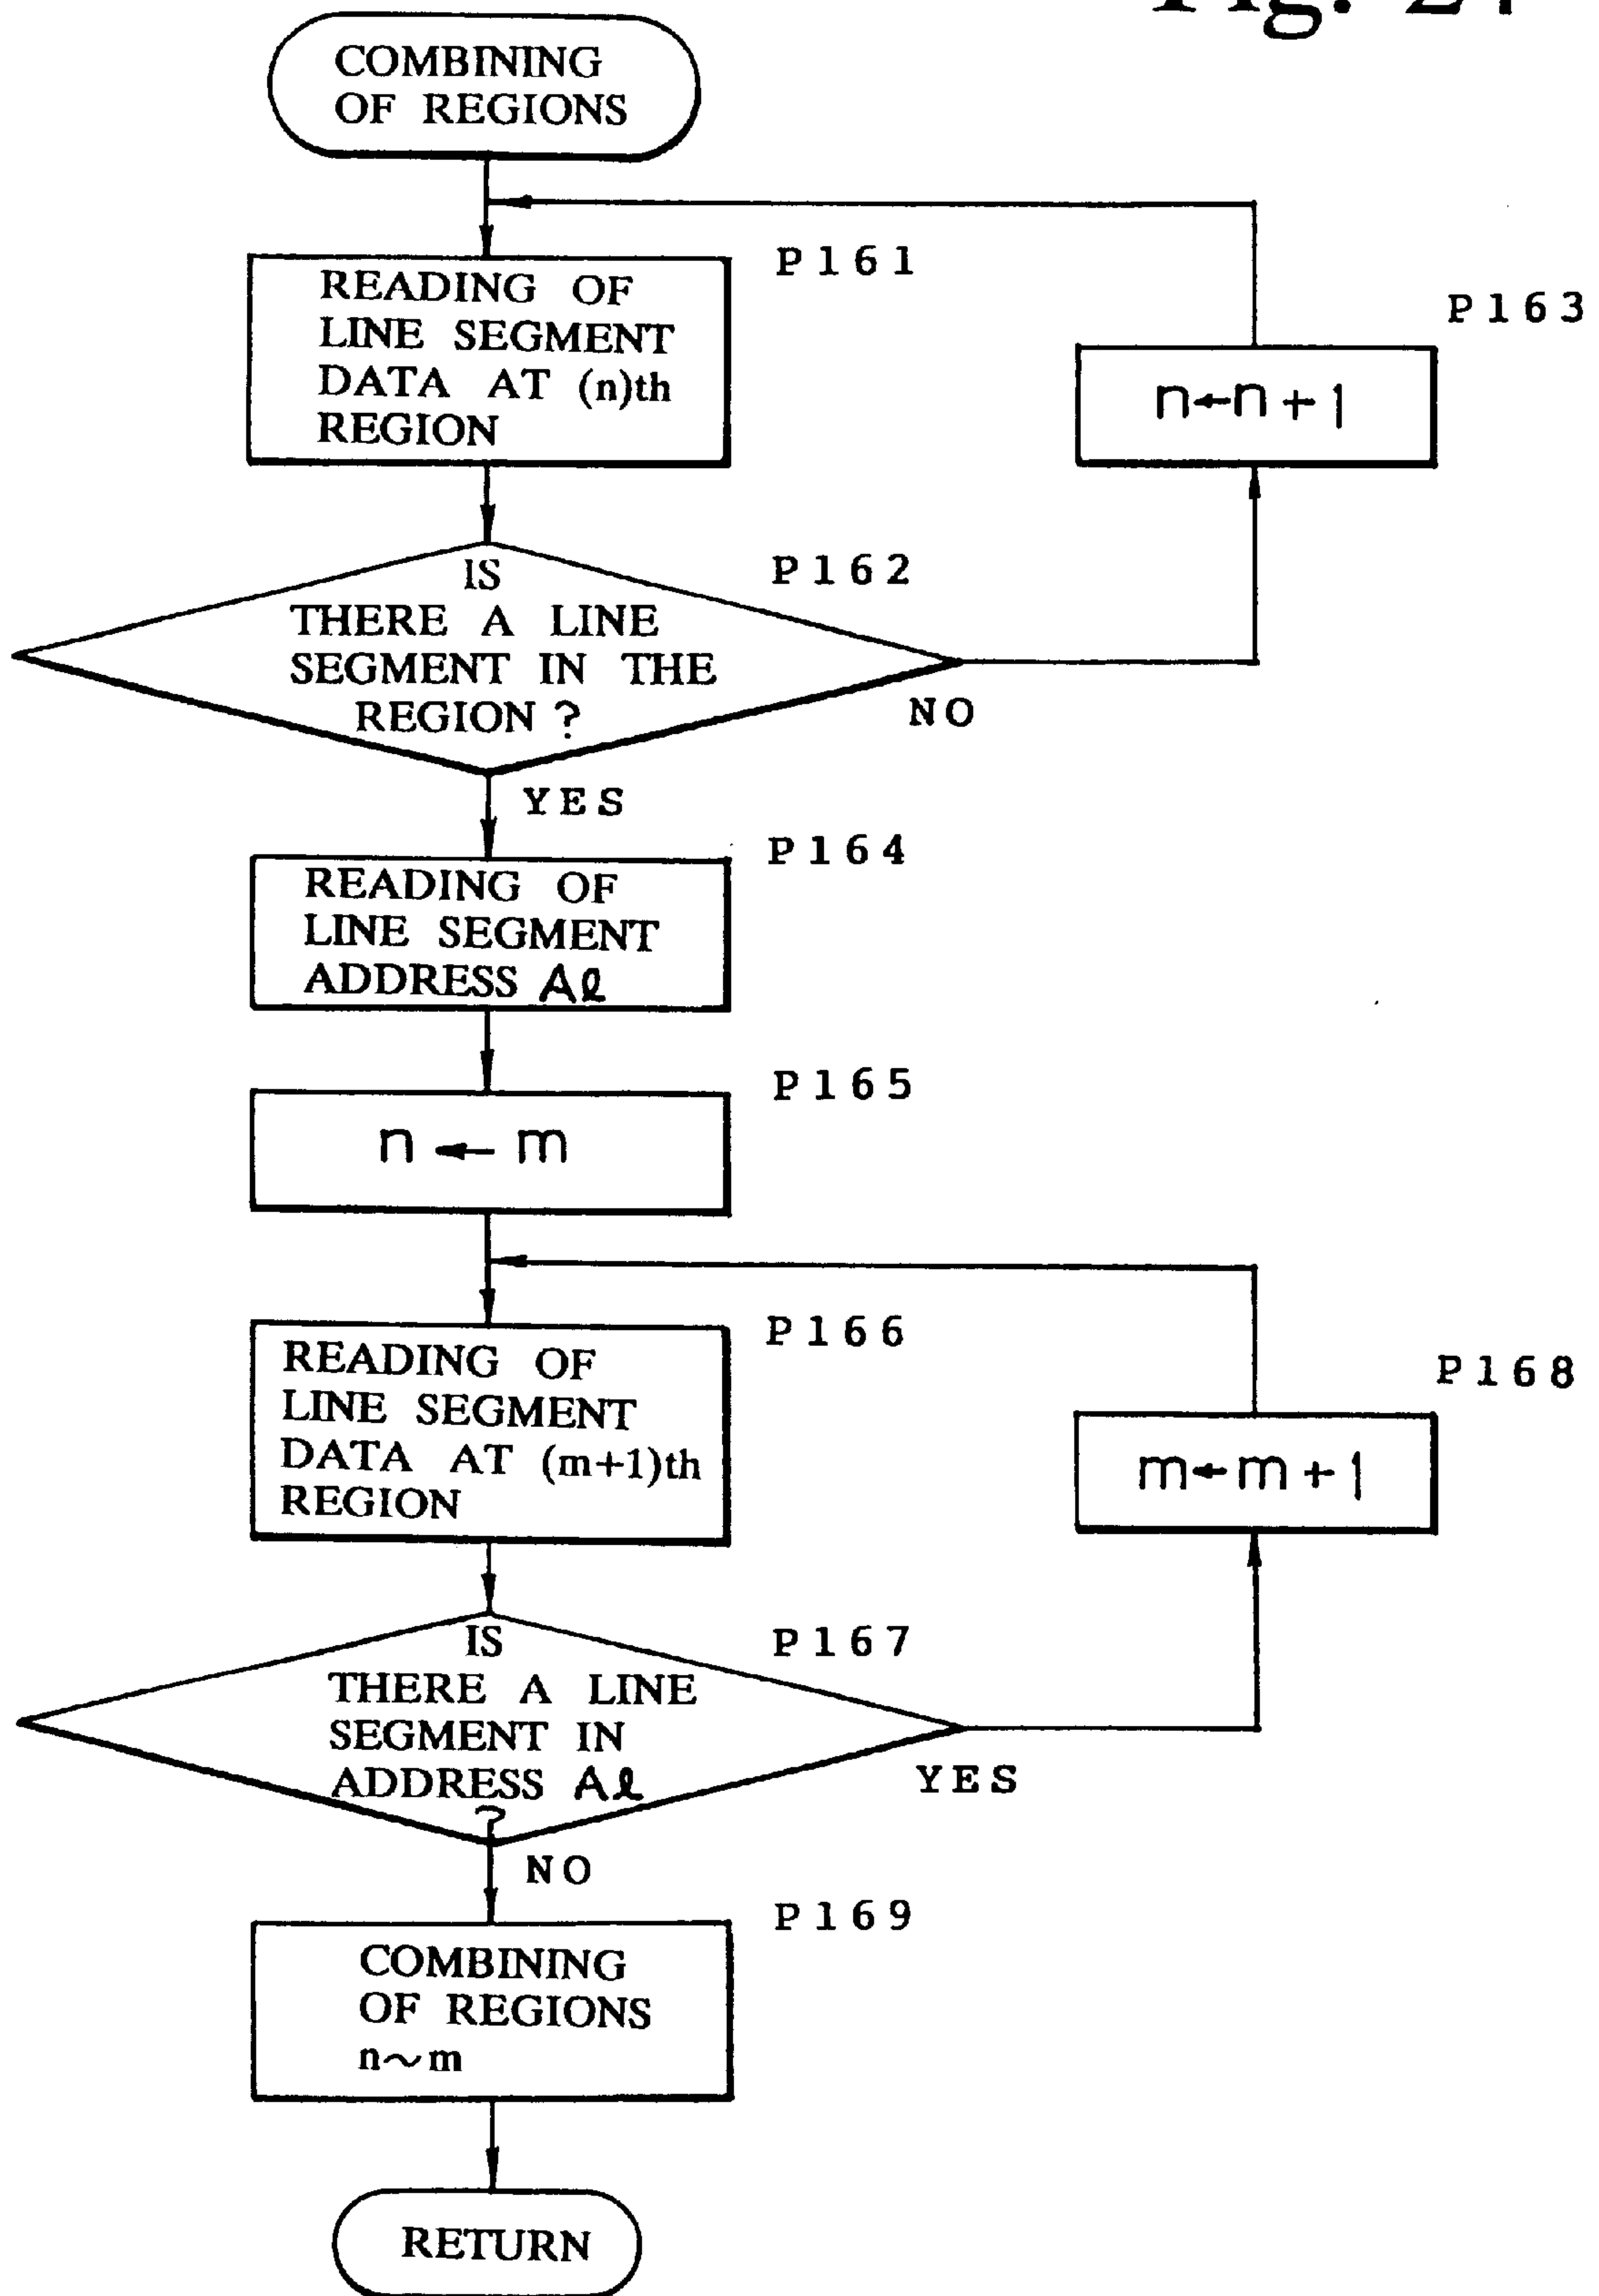 Fig. 2
COMBINING
OF REGIONS
P161
READING OF
LINE SEGMENT
DATA AT (n)th
REGION
P163
n←n+1
P162
IS
THERE A LINE
SEGMENT IN THE
REGION ?
NO
YES
P164
READING OF
LINE SEGMENT
ADDRESS Aℓ
P165
n ← m
P166
READING OF
LINE SEGMENT
DATA AT (m+1)th
REGION
P168
m←m+1
P167
IS
THERE A LINE
SEGMENT IN
ADDRESS Aℓ
?
YES
NO
P169
COMBINING
OF REGIONS
n~m
RETURN